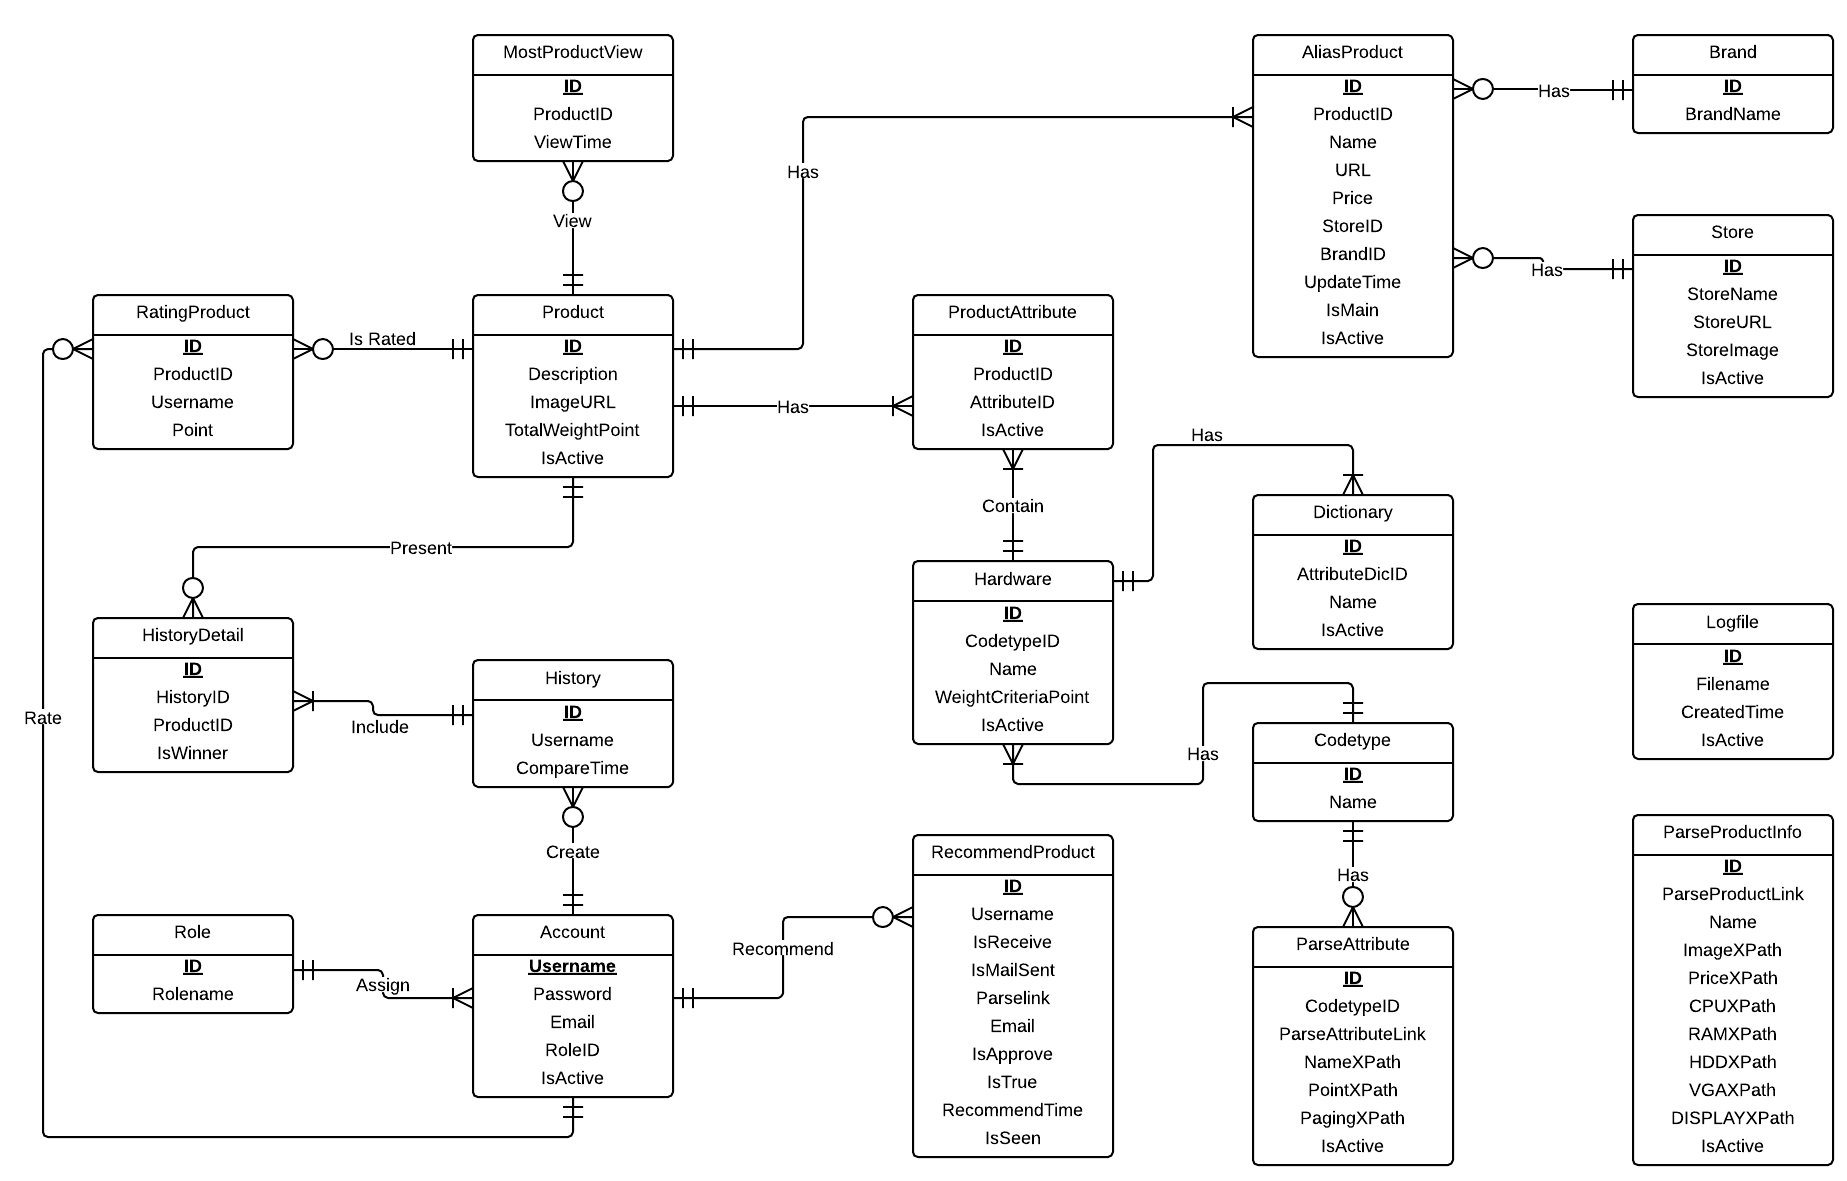 MostProductView
ID
ProductID
ViewTime
View
AliasProduct
ID
ProductID
Name
URL
Price
StoreID
BrandID
UpdateTime
IsMain
IsActive
Has
Brand
ID
BrandName
Has
Store
ID
StoreName
StoreURL
StoreImage
IsActive
Has
RatingProduct
ID
ProductID
Username
Point
Is Rated
Product
ID
Description
ImageURL
TotalWeightPoint
IsActive
Has
ProductAttribute
ID
ProductID
AttributeID
IsActive
Contain
Has
Dictionary
ID
AttributeDicID
Name
IsActive
Present
Hardware
ID
CodetypeID
Name
WeightCriteriaPoint
IsActive
HistoryDetail
ID
HistoryID
ProductID
IsWinner
Rate
Include
History
ID
Username
CompareTime
Create
Has
Codetype
ID
Name
Has
Logfile
ID
Filename
CreatedTime
IsActive
Role
ID
Rolename
Assign
Account
Username
Password
Email
RoleID
IsActive
Recommend
RecommendProduct
ID
Username
IsReceive
IsMailSent
Parselink
Email
IsApprove
IsTrue
RecommendTime
IsSeen
ParseAttribute
ID
CodetypeID
ParseAttributeLink
NameXPath
PointXPath
PagingXPath
IsActive
ParseProductInfo
ID
ParseProductLink
Name
ImageXPath
PriceXPath
CPUXPath
RAMXPath
HDDXPath
VGAXPath
DISPLAYXPath
IsActive